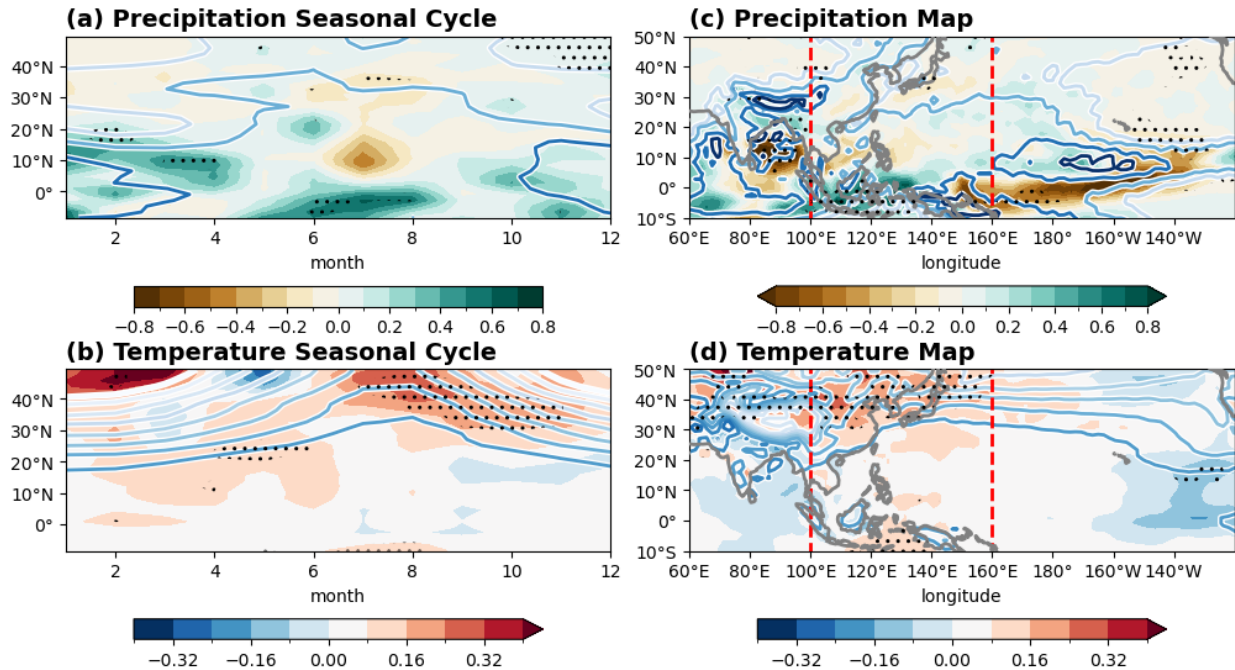 (a) Precipitation Seasonal Cycle
40°N
30°N
20°N
10°N
0°
2 4 6 8 10 12
month
−0.8 −0.6 −0.4 −0.2 0.0 0.2 0.4 0.6 0.8
(c) Precipitation Map
50°N
40°N
30°N
20°N
10°N
0°
10°S
60°E 80°E 100°E 120°E 140°E 160°E 180° 160°W 140°W
longitude
−0.8 −0.6 −0.4 −0.2 0.0 0.2 0.4 0.6 0.8
(b) Temperature Seasonal Cycle
40°N
30°N
20°N
10°N
0°
2 4 6 8 10 12
month
−0.32 −0.16 0.00 0.16 0.32
(d) Temperature Map
50°N
40°N
30°N
20°N
10°N
0°
10°S
60°E 80°E 100°E 120°E 140°E 160°E 180° 160°W 140°W
longitude
−0.32 −0.16 0.00 0.16 0.32